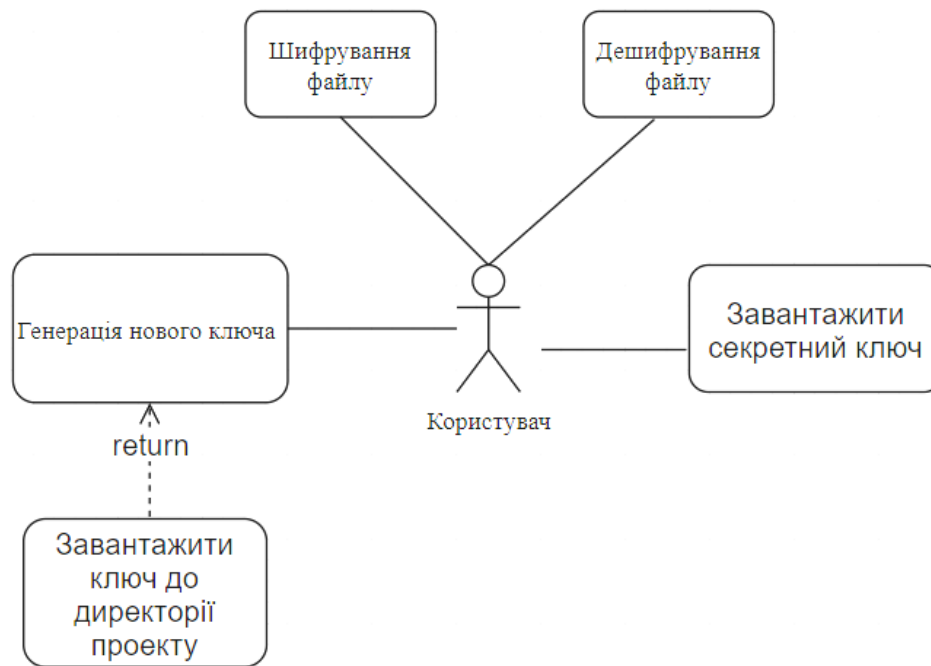 Шифрування
файлу
Дешифрування
файлу
Генерація нового ключа
Завантажити
секретний ключ
Користувач
return
Завантажити
ключ до
директорії
проекту